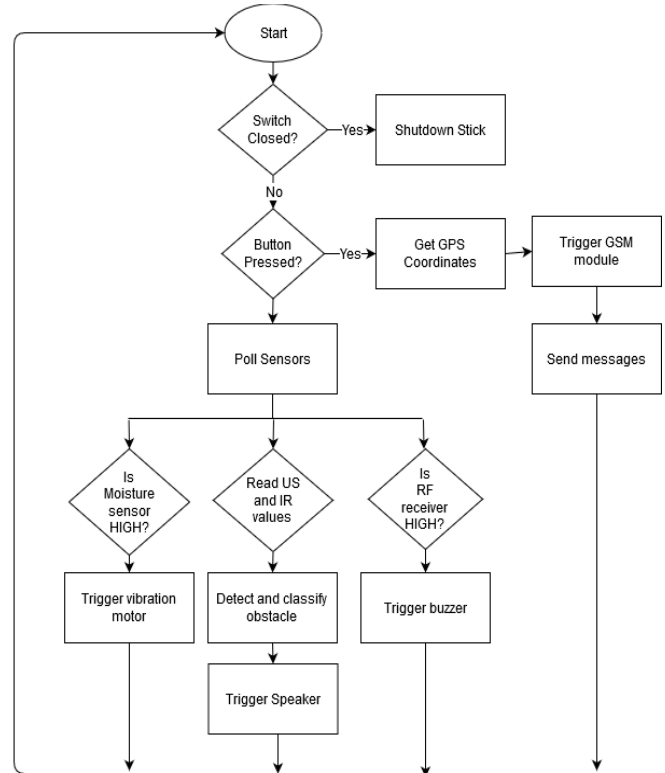 Start
Switch
Closed?
Yes
Shutdown Stick
No
Button
Pressed?
Yes
Get GPS
Coordinates
Trigger GSM
module
Poll Sensors
Send messages
Is
Moisture
sensor
HIGH?
Read US
and IR
values
Is
RF
receiver
HIGH?
Trigger vibration
motor
Detect and classify
obstacle
Trigger buzzer
Trigger Speaker